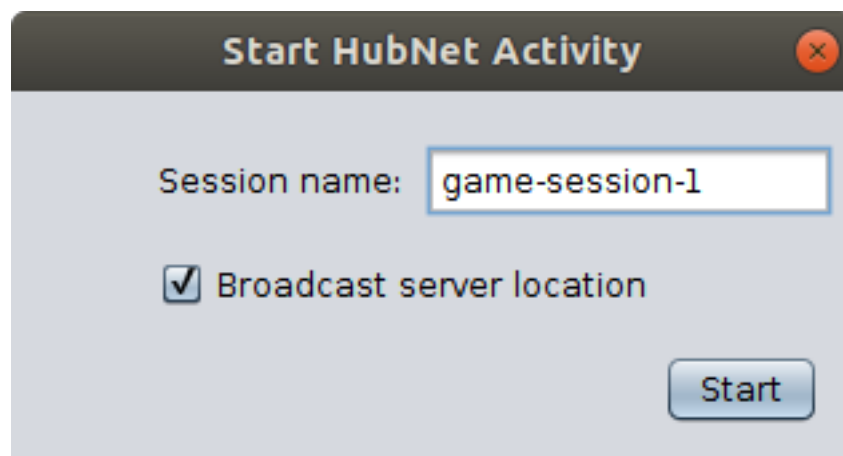 Start HubNet Activity
Session name: game-session-1
Broadcast server location
Start